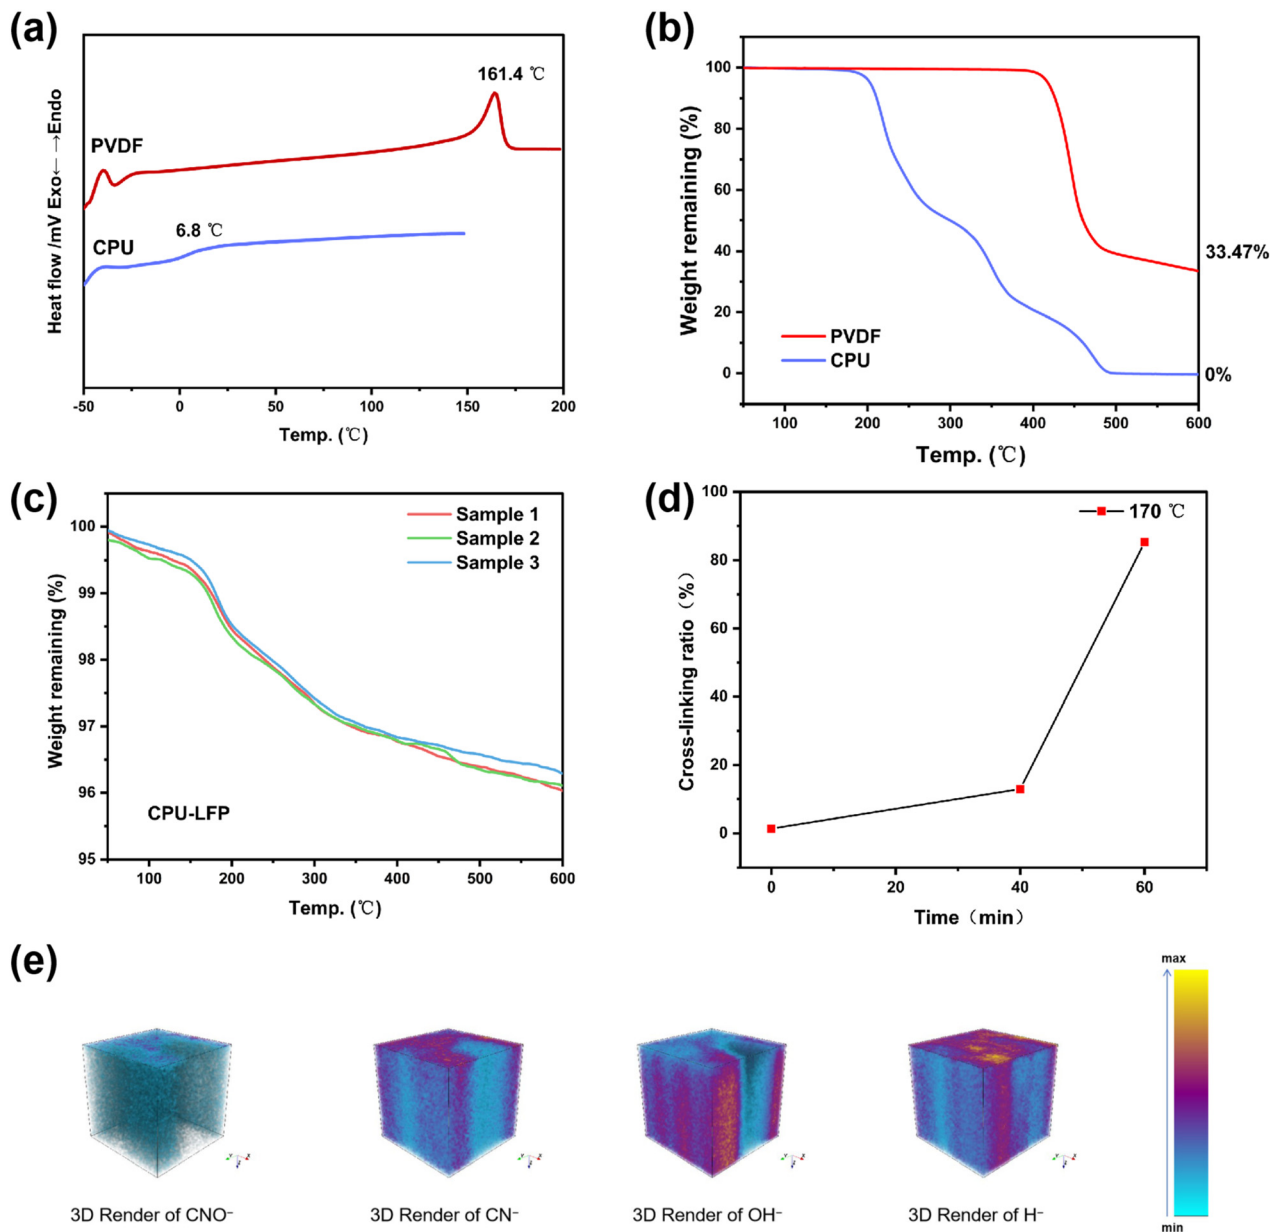 (a)
161.4 ℃
PVDF
6.8 ℃
CPU
Heat flow /mV Exo← →Endo
-50 0 50 100 150 200
Temp. (℃)
(b)
100
80
60
40
20
0
Weight remaining (%)
33.47%
0%
PVDF
CPU
100 200 300 400 500 600
Temp. (℃)
(c)
100
99
98
97
96
95
Weight remaining (%)
Sample 1
Sample 2
Sample 3
CPU-LFP
100 200 300 400 500 600
Temp. (℃)
(d)
100
80
60
40
20
0
Cross-linking ratio (%)
170 ℃
0 20 40 60
Time（min）
(e)
max
min
3D Render of CNO⁻
3D Render of CN⁻
3D Render of OH⁻
3D Render of H⁻